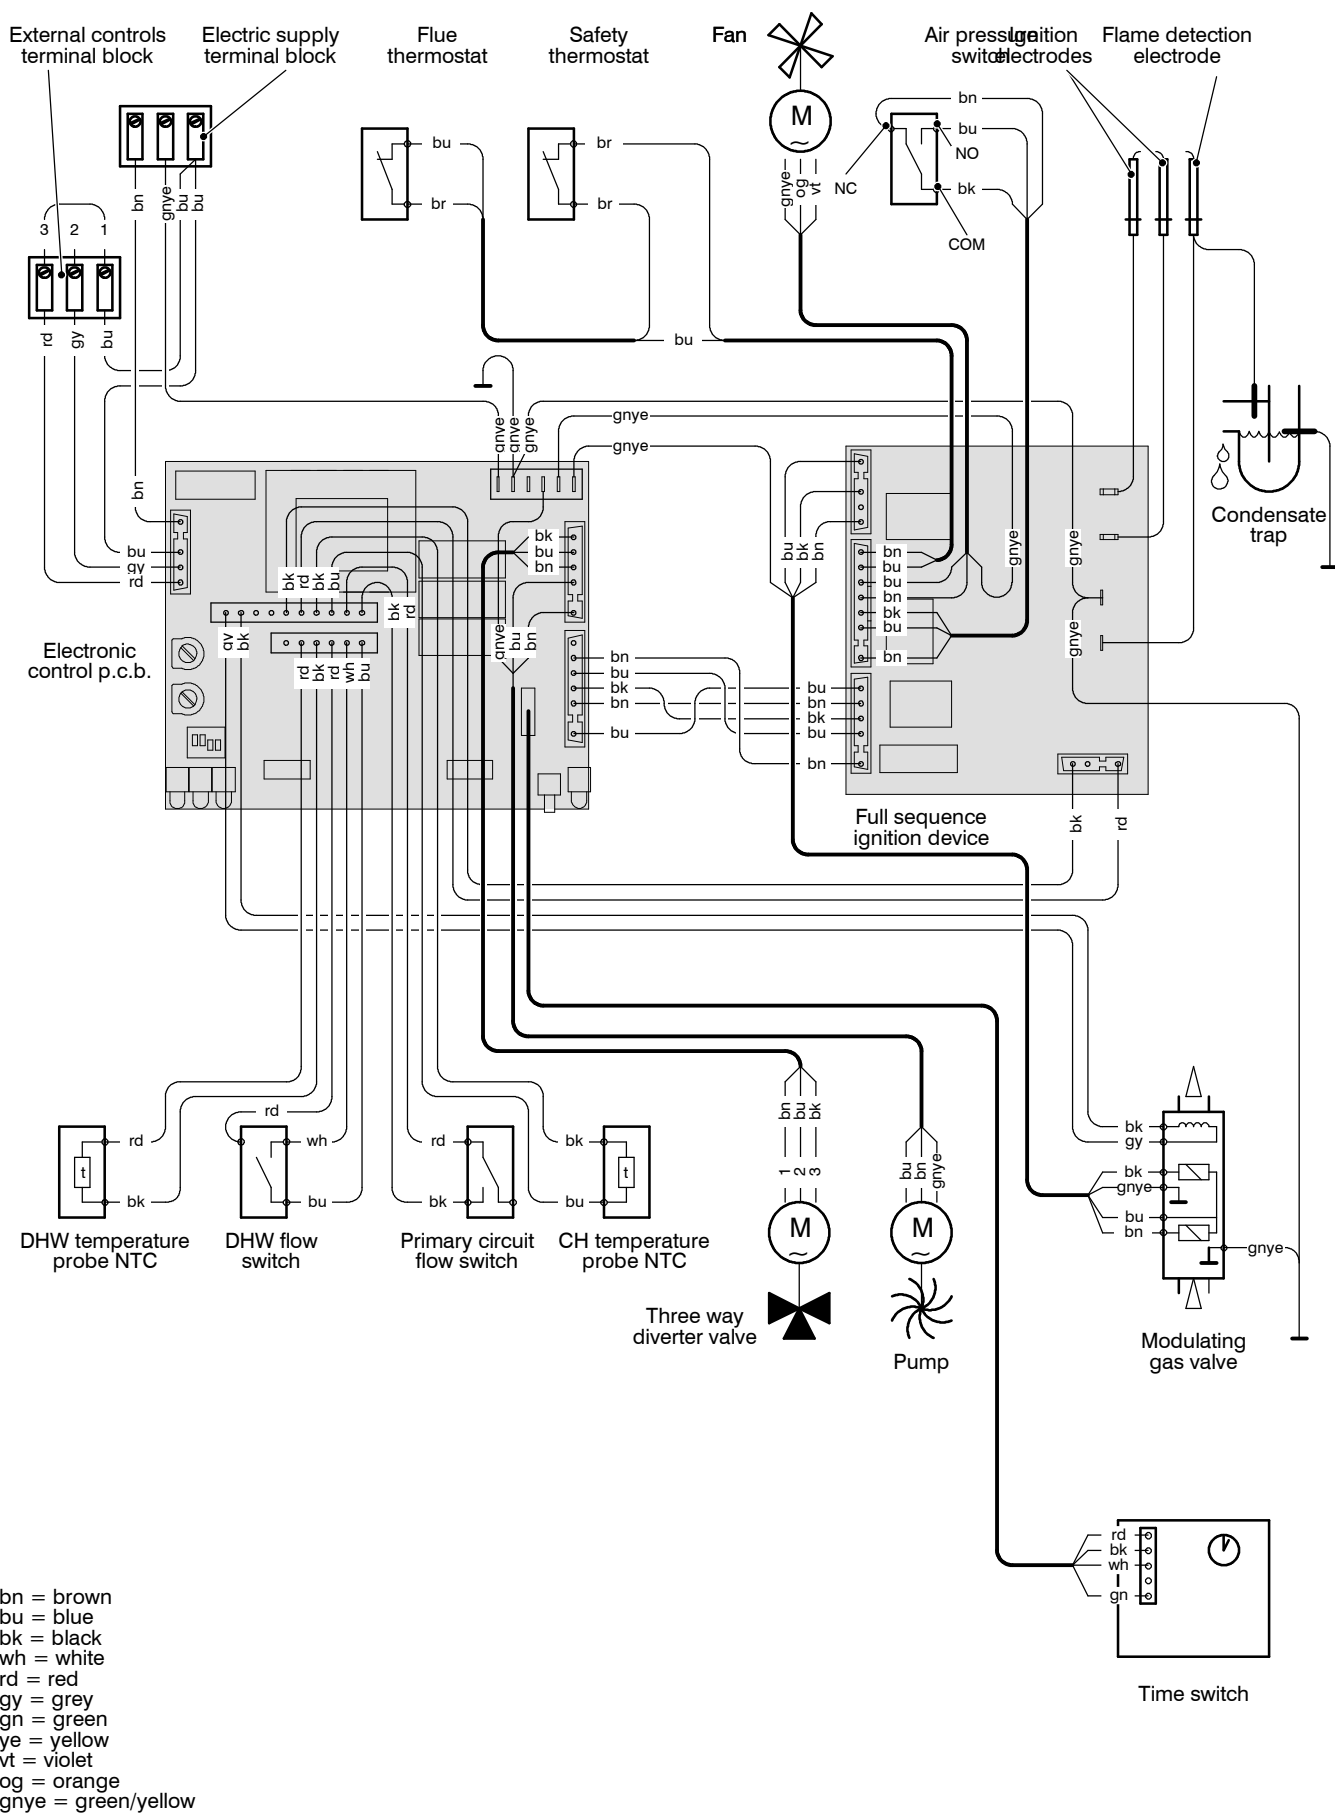 External controls
terminal block
Electric supply
terminal block
Flue
thermostat
Safety
thermostat
Fan
Air pressure
switch
Ignition
electrodes
Flame detection
electrode
M
~
bn
bu
NO
NC
bk
COM
bu
br
br
br
gnye
og
vt
bn
gnye
bu
bu
3
2
1
rd
gy
bu
bu
gnye
gnye
gnye
gnye
gnye
bn
bu
gy
rd
bk
bu
bn
bu
bk
bn
bn
bu
bu
bn
bk
bu
bn
gnye
gnye
gnye
bk
rd
bk
bu
bk
rd
gy
bk
rd
bk
rd
wh
bu
gnye
bu
bn
Electronic
control p.c.b.
bn
bu
bk
bn
bu
bu
bn
bk
bu
bn
Condensate
trap
Full sequence
ignition device
bk
rd
rd
rd
bk
t
wh
bu
rd
bk
bk
bu
t
DHW temperature
probe NTC
DHW flow
switch
Primary circuit
flow switch
CH temperature
probe NTC
bn
bu
bk
1
2
3
M
~
bu
bn
gnye
M
~
Three way
diverter valve
Pump
bk
gy
bk
gnye
bu
bn
gnye
Modulating
gas valve
rd
bk
wh
gn
Time switch
bn = brown
bu = blue
bk = black
wh = white
rd = red
gy = grey
gn = green
ye = yellow
vt = violet
og = orange
gnye = green/yellow